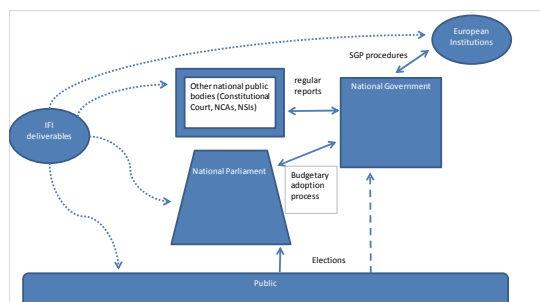 European
Institutions
SGP procedures
Other national public
bodies (Constitutional
Court, NCAs, NSIs)
regular
reports
National Government
IFI
deliverables
National Parliament
Budgetary
adoption
process
Elections
Public